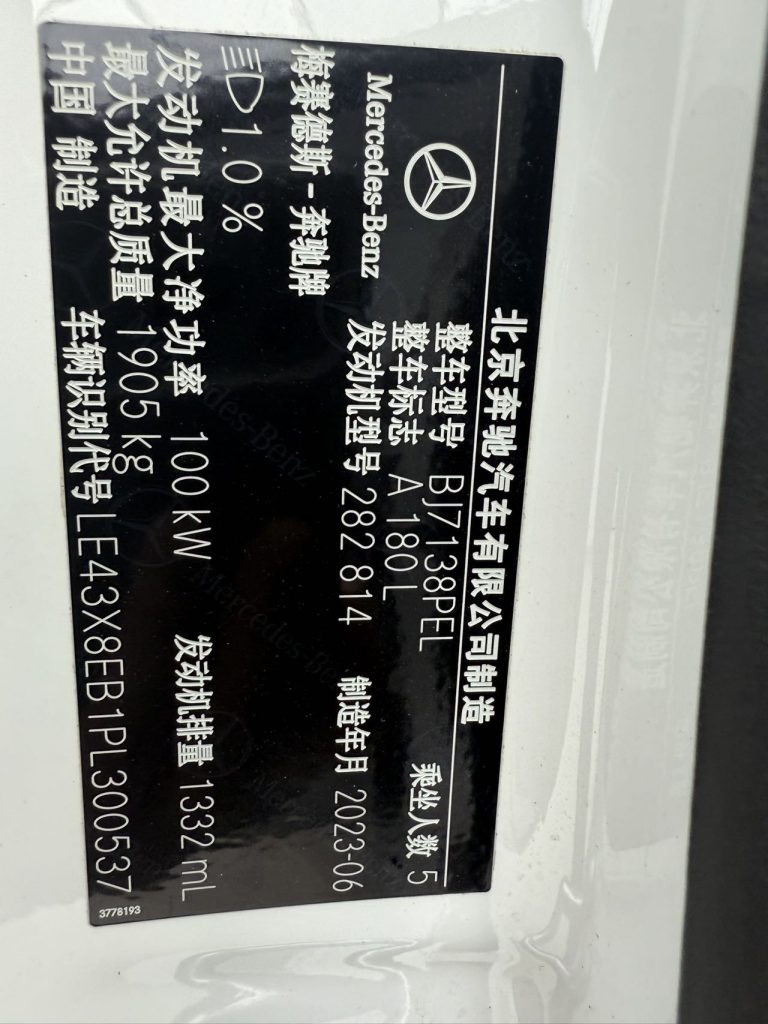 北京奔驰汽车有限公司制造
Mercedes-Benz
梅赛德斯-奔驰牌
整车型号 BJ7138PEL
整车标志 A 180 L 乘坐人数 5
发动机型号 282 814 制造年月 2023-06
1.0 %
发动机最大净功率 100 kW 发动机排量 1332 mL
最大允许总质量 1905 kg
中国 制造 车辆识别代号 LE43X8EB1PL300537
3778193